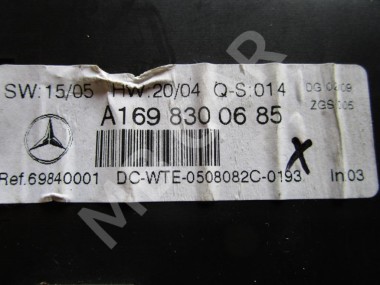 SW:15/05 HW:20/04 Q-S:014 DG 0209
ZGS 005
A169 830 06 85
X
Ref.69840001 DC-WTE-0508082C-0193 In 03